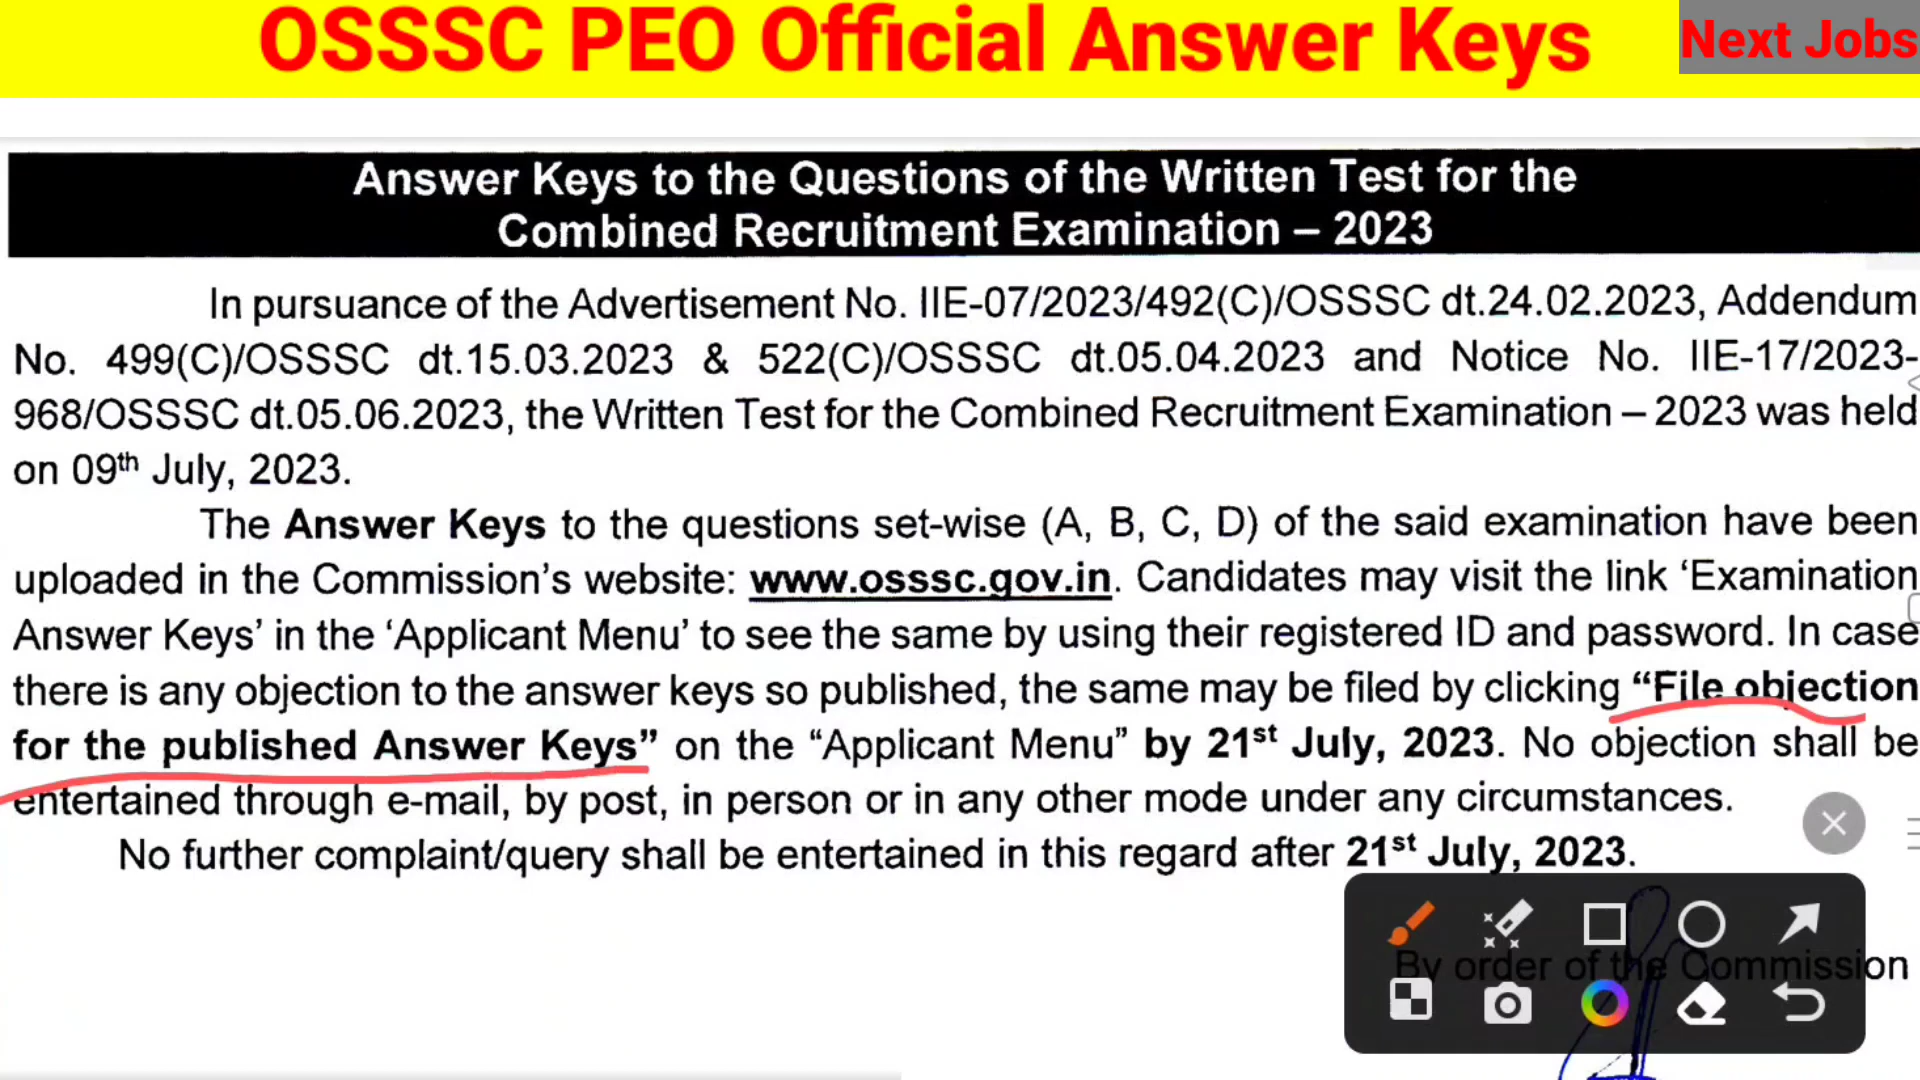 OSSSC PEO Official Answer Keys
Next Jobs
Answer Keys to the Questions of the Written Test for the
Combined Recruitment Examination – 2023
In pursuance of the Advertisement No. IIE-07/2023/492(C)/OSSSC dt.24.02.2023, Addendum
No. 499(C)/OSSSC dt.15.03.2023 & 522(C)/OSSSC dt.05.04.2023 and Notice No. IIE-17/2023-
968/OSSSC dt.05.06.2023, the Written Test for the Combined Recruitment Examination – 2023 was held
on 09th July, 2023.
The Answer Keys to the questions set-wise (A, B, C, D) of the said examination have been
uploaded in the Commission's website: www.osssc.gov.in. Candidates may visit the link 'Examination
Answer Keys' in the 'Applicant Menu' to see the same by using their registered ID and password. In case
there is any objection to the answer keys so published, the same may be filed by clicking "File objection
for the published Answer Keys" on the "Applicant Menu" by 21st July, 2023. No objection shall be
entertained through e-mail, by post, in person or in any other mode under any circumstances.
No further complaint/query shall be entertained in this regard after 21st July, 2023.
By order of the Commission